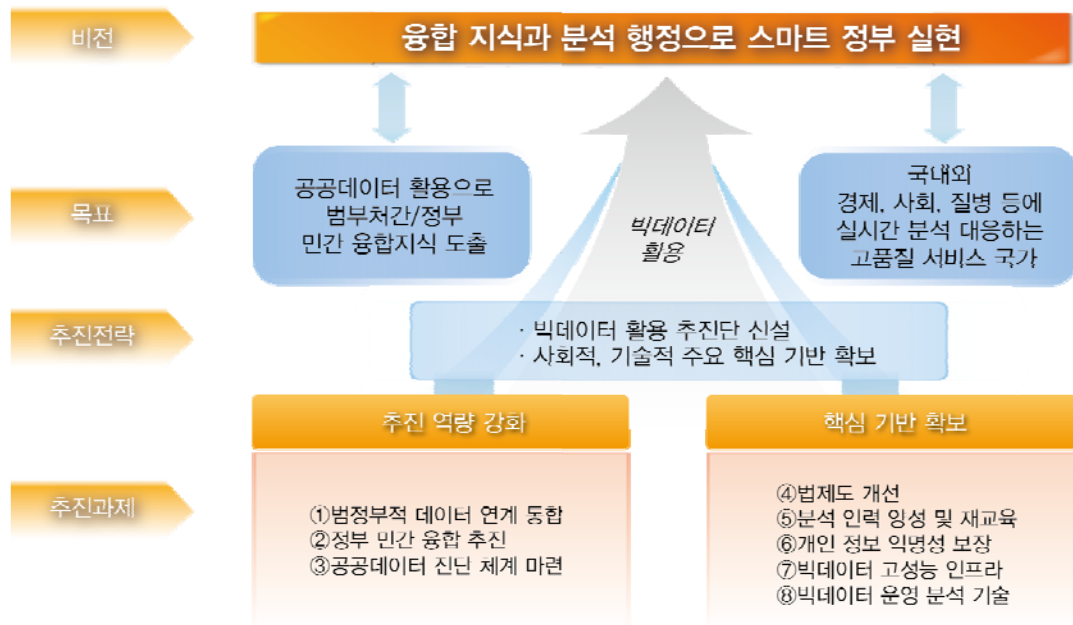 비전
융합 지식과 분석 행정으로 스마트 정부 실현
목표
공공데이터 활용으로
범부처간/정부
민간 융합지식 도출
빅데이터
활용
국내외
경제, 사회, 질병 등에
실시간 분석 대응하는
고품질 서비스 국가
추진전략
· 빅데이터 활용 추진단 신설
· 사회적, 기술적 주요 핵심 기반 확보
추진과제
추진 역량 강화
①범정부적 데이터 연계 통합
②정부 민간 융합 추진
③공공데이터 진단 체계 마련
핵심 기반 확보
④법제도 개선
⑤분석 인력 양성 및 재교육
⑥개인 정보 익명성 보장
⑦빅데이터 고성능 인프라
⑧빅데이터 운영 분석 기술